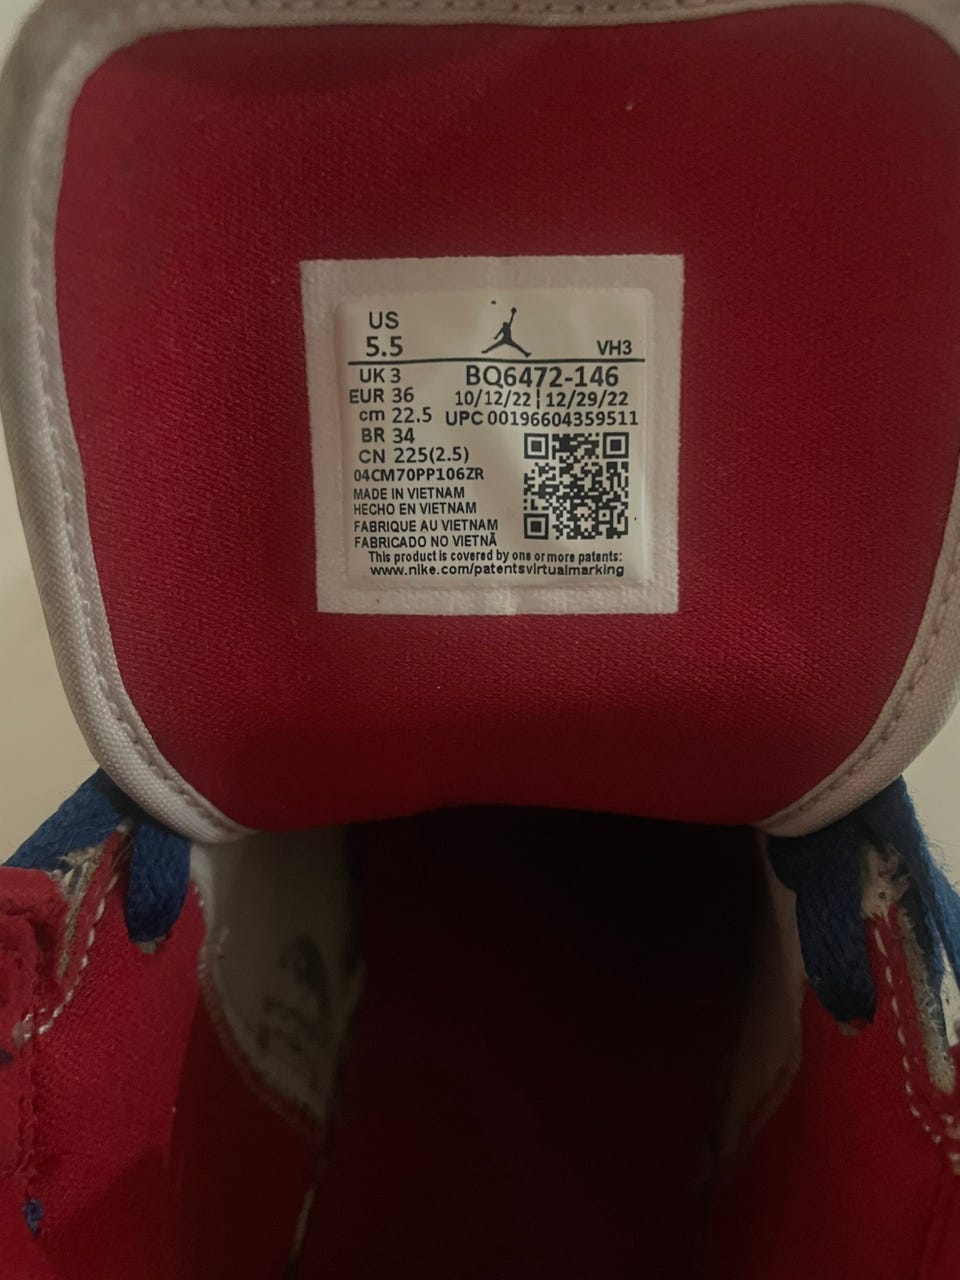 US
5.5 VH3
UK 3 BQ6472-146
EUR 36 10/12/22 | 12/29/22
cm 22.5 UPC 00196604359511
BR 34
CN 225(2.5)
04CM70PP106ZR
MADE IN VIETNAM
HECHO EN VIETNAM
FABRIQUE AU VIETNAM
FABRICADO NO VIETNÃ
This product is covered by one or more patents:
www.nike.com/patentsvirtualmarking